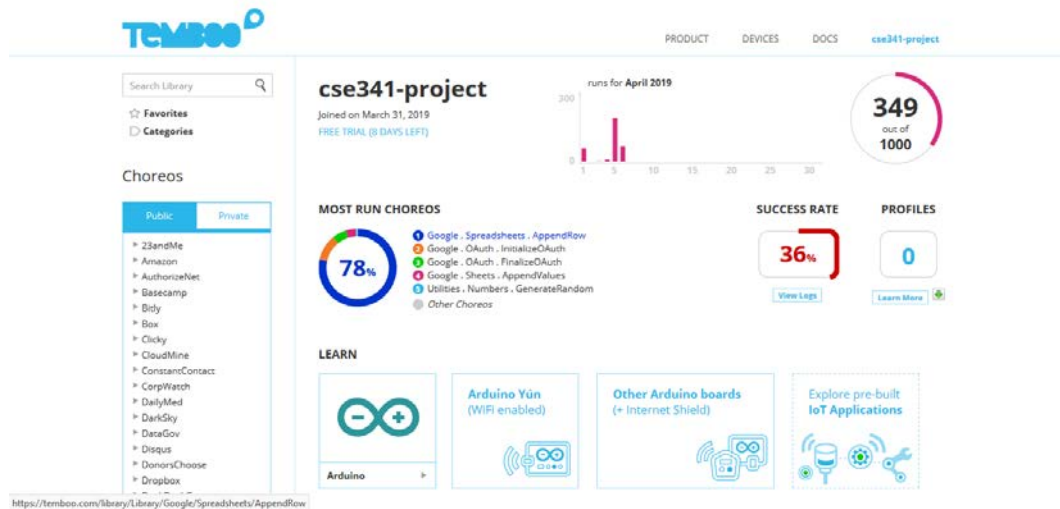 TEMBOO
PRODUCT DEVICES DOCS cse341-project
Search Library
Favorites
Categories
Choreos
Public Private
23andMe
Amazon
AuthorizeNet
Basecamp
Bitly
Box
Clicky
CloudMine
ConstantContact
CorpWatch
DailyMed
DarkSky
DataGov
Disqus
DonorsChoose
Dropbox
cse341-project
Joined on March 31, 2019
FREE TRIAL (8 DAYS LEFT)
runs for April 2019
300
0
1 5 10 15 20 25 30
349
out of
1000
MOST RUN CHOREOS
78%
1 Google . Spreadsheets . AppendRow
2 Google . OAuth . InitializeOAuth
3 Google . OAuth . FinalizeOAuth
4 Google . Sheets . AppendValues
5 Utilities . Numbers . GenerateRandom
Other Choreos
SUCCESS RATE
36%
View Logs
PROFILES
0
Learn More
LEARN
Arduino
Arduino Yún
(WiFi enabled)
Other Arduino boards
(+ Internet Shield)
Explore pre-built
IoT Applications
https://temboo.com/library/Library/Google/Spreadsheets/AppendRow